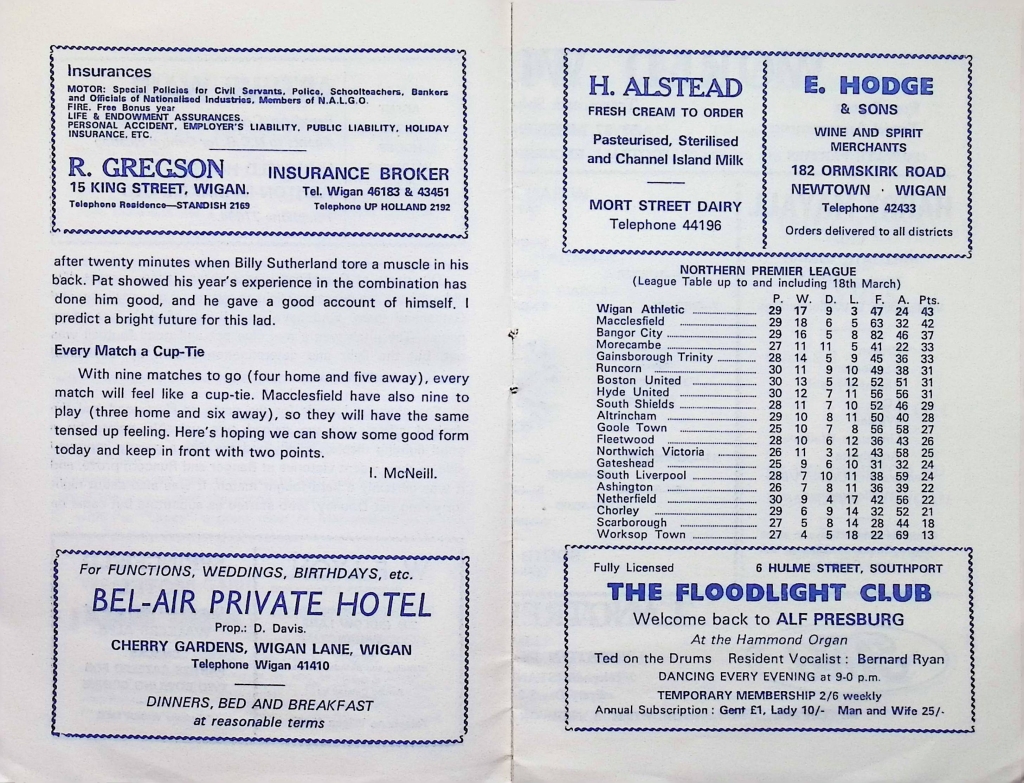 Insurances
MOTOR: Special Policies for Civil Servants, Police, Schoolteachers, Bankers
and Officials of Nationalised Industries, Members of N.A.L.G.O.
FIRE. Free Bonus year
LIFE & ENDOWMENT ASSURANCES.
PERSONAL ACCIDENT, EMPLOYER'S LIABILITY, PUBLIC LIABILITY, HOLIDAY
INSURANCE, ETC.
R. GREGSON INSURANCE BROKER
15 KING STREET, WIGAN. Tel. Wigan 46183 & 43451
Telephone Residence—STANDISH 2169 Telephone UP HOLLAND 2192
after twenty minutes when Billy Sutherland tore a muscle in his
back. Pat showed his year's experience in the combination has
done him good, and he gave a good account of himself. I
predict a bright future for this lad.
Every Match a Cup-Tie
With nine matches to go (four home and five away), every
match will feel like a cup-tie. Macclesfield have also nine to
play (three home and six away), so they will have the same
tensed up feeling. Here's hoping we can show some good form
today and keep in front with two points.
I. McNeill.
For FUNCTIONS, WEDDINGS, BIRTHDAYS, etc.
BEL-AIR PRIVATE HOTEL
Prop.: D. Davis.
CHERRY GARDENS, WIGAN LANE, WIGAN
Telephone Wigan 41410
DINNERS, BED AND BREAKFAST
at reasonable terms
H. ALSTEAD
FRESH CREAM TO ORDER
Pasteurised, Sterilised
and Channel Island Milk
MORT STREET DAIRY
Telephone 44196
E. HODGE
& SONS
WINE AND SPIRIT
MERCHANTS
182 ORMSKIRK ROAD
NEWTOWN · WIGAN
Telephone 42433
Orders delivered to all districts
NORTHERN PREMIER LEAGUE
(League Table up to and including 18th March)
P. W. D. L. F. A. Pts.
Wigan Athletic 29 17 9 3 47 24 43
Macclesfield 29 18 6 5 63 32 42
Bangor City 29 16 5 8 82 46 37
Morecambe 27 11 11 5 41 22 33
Gainsborough Trinity 28 14 5 9 45 36 33
Runcorn 30 11 9 10 49 38 31
Boston United 30 13 5 12 52 51 31
Hyde United 30 12 7 11 56 56 31
South Shields 28 11 7 10 52 46 29
Altrincham 29 10 8 11 50 40 28
Goole Town 25 10 7 8 56 58 27
Fleetwood 28 10 6 12 36 43 26
Northwich Victoria 26 11 3 12 43 58 25
Gateshead 25 9 6 10 31 32 24
South Liverpool 28 7 10 11 38 59 24
Ashington 26 7 8 11 36 39 22
Netherfield 30 9 4 17 42 56 22
Chorley 29 6 9 14 32 52 21
Scarborough 27 5 8 14 28 44 18
Worksop Town 27 4 5 18 22 69 13
Fully Licensed 6 HULME STREET, SOUTHPORT
THE FLOODLIGHT CLUB
Welcome back to ALF PRESBURG
At the Hammond Organ
Ted on the Drums Resident Vocalist : Bernard Ryan
DANCING EVERY EVENING at 9-0 p.m.
TEMPORARY MEMBERSHIP 2/6 weekly
Annual Subscription : Gent £1, Lady 10/- Man and Wife 25/-